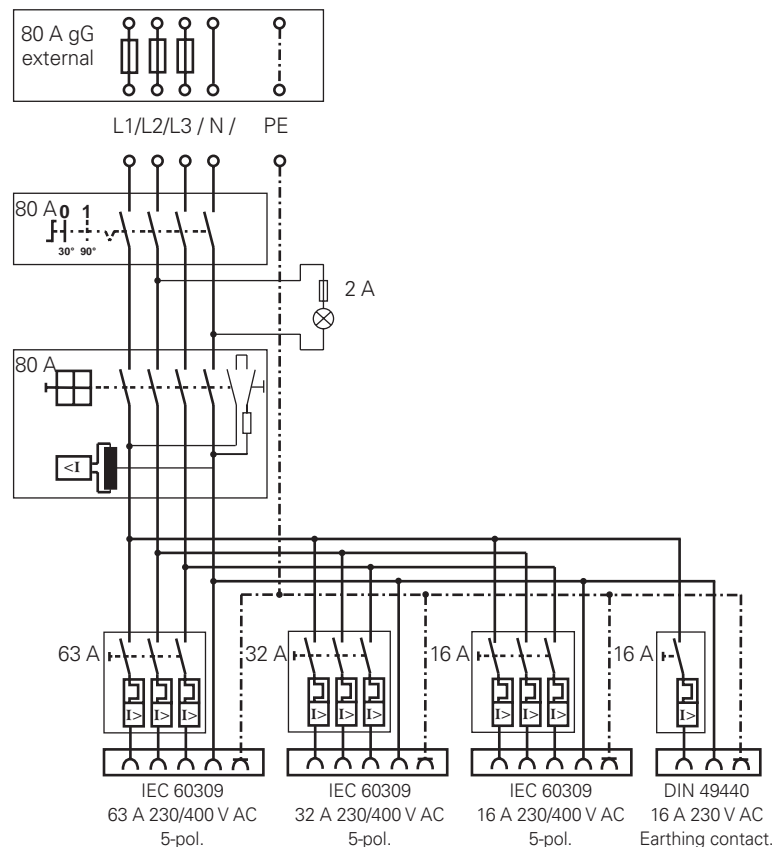 80 A gG
external
L1/L2/L3 / N / PE
80 A 0 1
30° 90°
2 A
80 A
<I
63 A
32 A
16 A
16 A
I> I> I>
I> I> I>
I> I> I>
I>
IEC 60309
63 A 230/400 V AC
5-pol.
IEC 60309
32 A 230/400 V AC
5-pol.
IEC 60309
16 A 230/400 V AC
5-pol.
DIN 49440
16 A 230 V AC
Earthing contact.